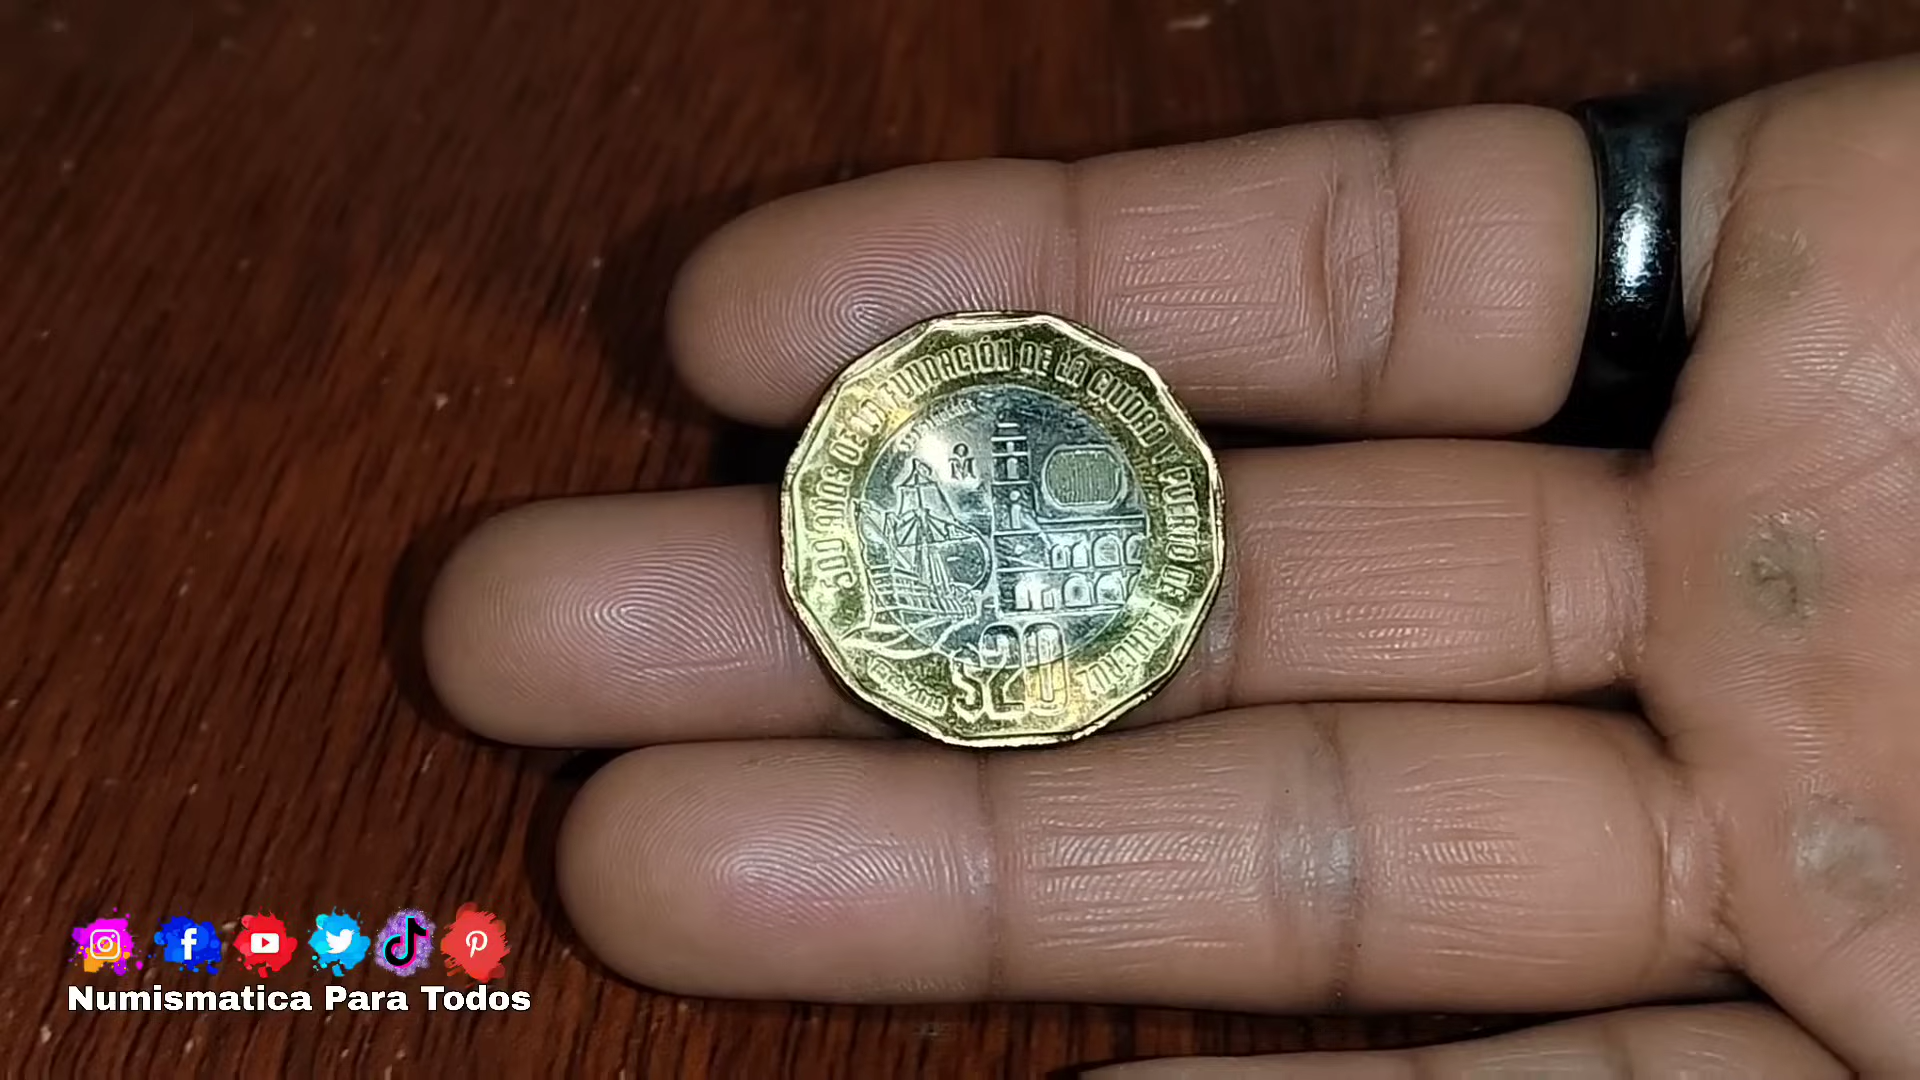 500 AÑOS DE LA FUNDACIÓN DE LA CIUDAD Y PUERTO DE VERACRUZ
M
$20
Numismatica Para Todos